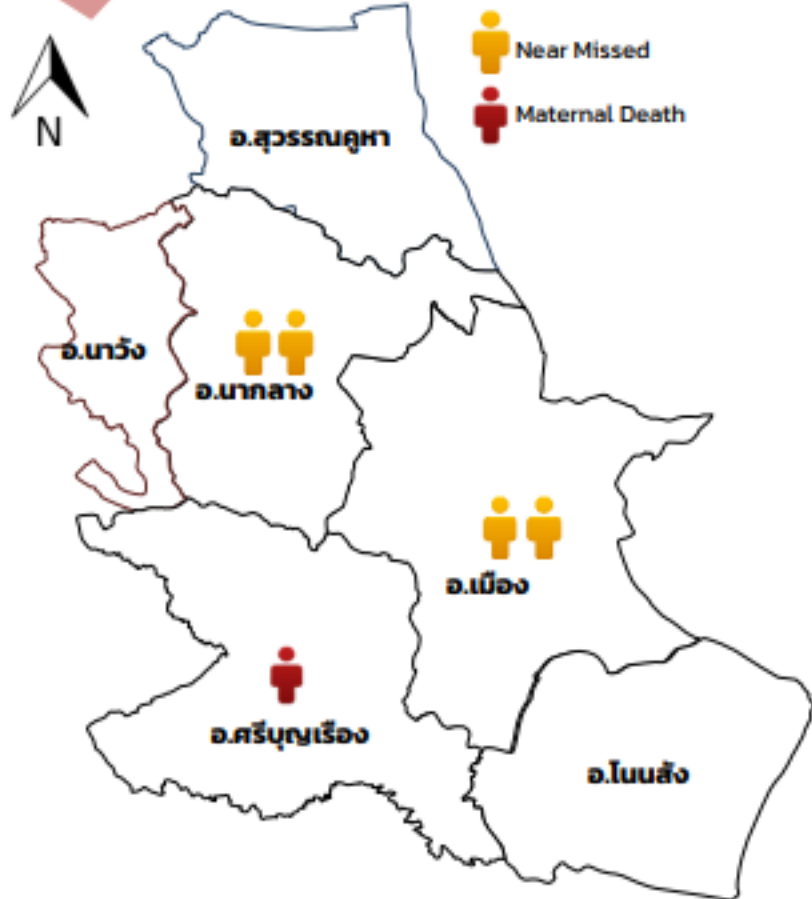 Near Missed
Maternal Death
N
อ.สุวรรณคูหา
อ.นาวัง
อ.นากลาง
อ.เมือง
อ.ศรีบุญเรือง
อ.โนนสัง